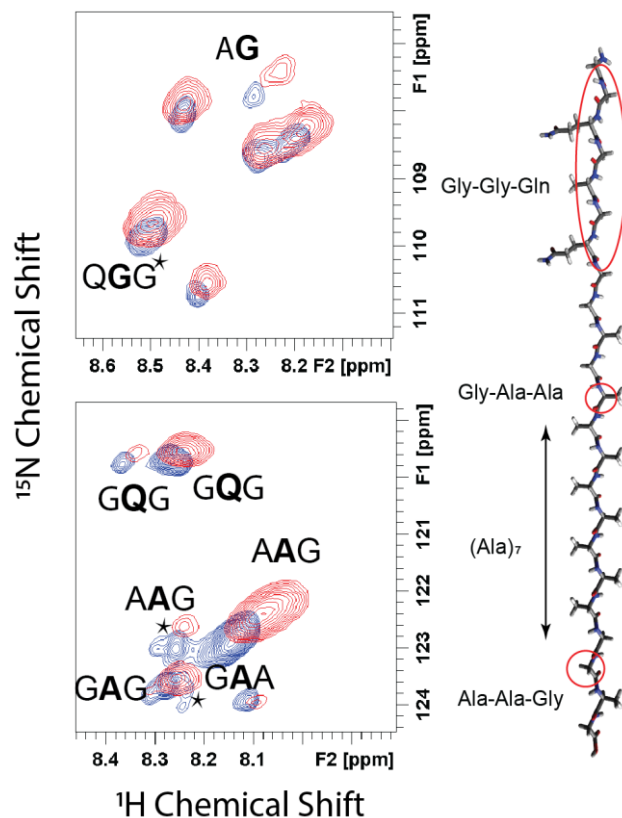 AG
F1 [ppm]
109
110
111
QGG
8.6 8.5 8.4 8.3 8.2 F2 [ppm]
¹⁵N Chemical Shift
GQG
GQG
AAG
AAG
GAG
GAA
F1 [ppm]
121
122
123
124
8.4 8.3 8.2 8.1 F2 [ppm]
¹H Chemical Shift
Gly-Gly-Gln
Gly-Ala-Ala
(Ala)₇
Ala-Ala-Gly